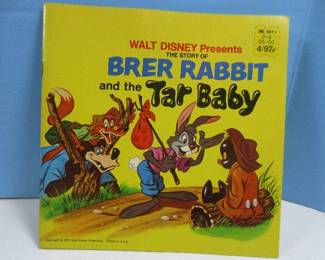 WALT DISNEY Presents
THE STORY OF
BRER RABBIT
and the Tar Baby
4/97¢